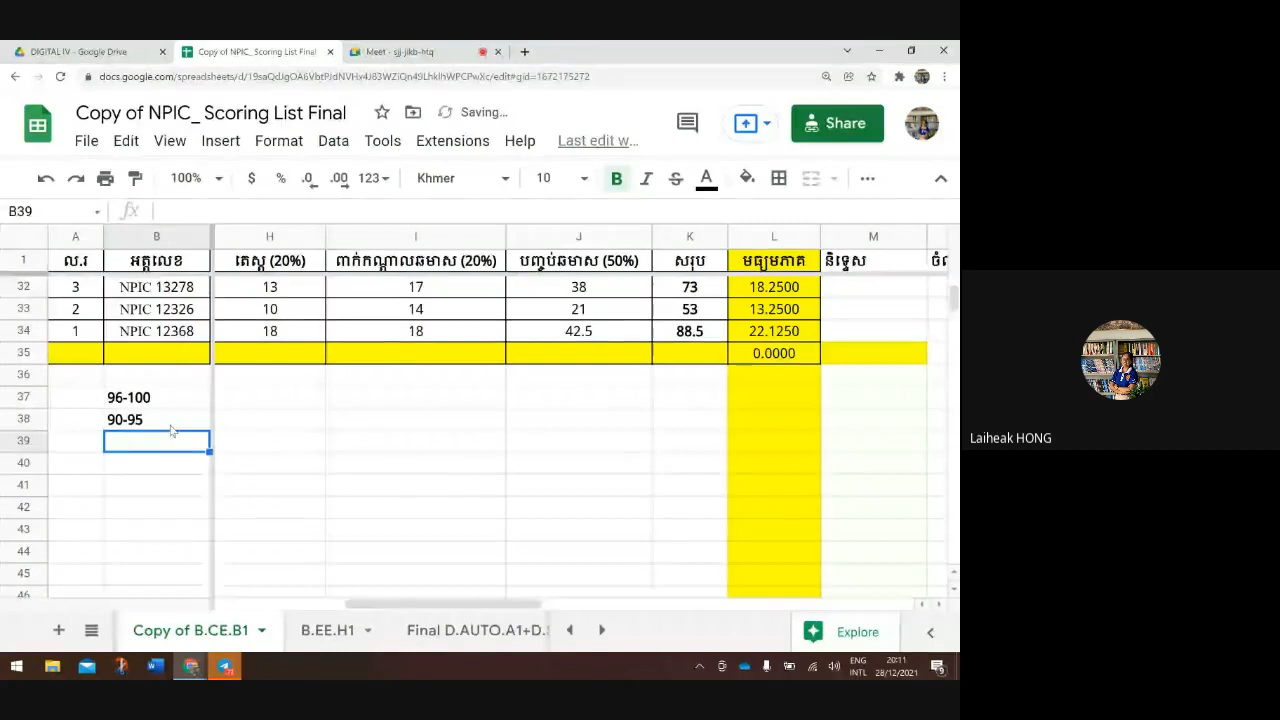 DIGITAL IV - Google Drive
Copy of NPIC_ Scoring List Final
Meet - sjj-jikb-htq
docs.google.com/spreadsheets/d/19saQdJgOA6VbtPJdNVHx4J83WZiQn49LhklhWPCPwXc/edit#gid=1672175272
Copy of NPIC_ Scoring List Final
Saving...
Share
File Edit View Insert Format Data Tools Extensions Help Last edit w...
100% $ % .0 .00 123 Khmer 10 B I S A
B39 fx
A B H I J K L M
1 ល.រ អត្តលេខ តេស្ត (20%) ពាក់កណ្តាលឆមាស (20%) បញ្ចប់ឆមាស (50%) សរុប មធ្យមភាគ និទ្ទេស
32 3 NPIC 13278 13 17 38 73 18.2500
33 2 NPIC 12326 10 14 21 53 13.2500
34 1 NPIC 12368 18 18 42.5 88.5 22.1250
35 0.0000
36
37 96-100
38 90-95
39
40
41
42
43
44
45
46
Copy of B.CE.B1 B.EE.H1 Final D.AUTO.A1+D. Explore
ENG
INTL
20:11
28/12/2021
Laiheak HONG